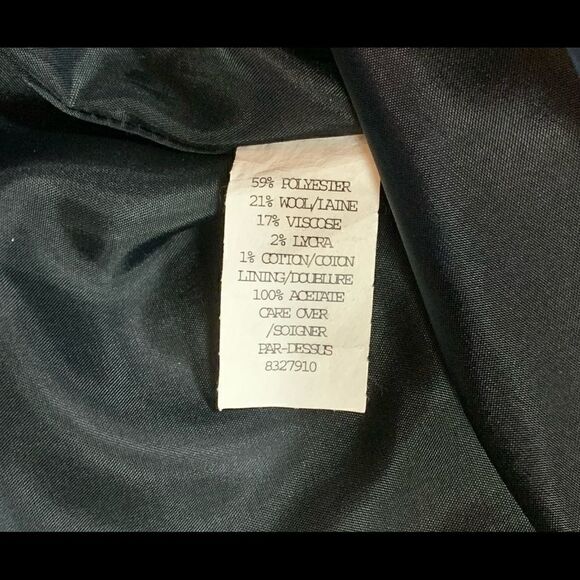 59% POLYESTER
21% WOOL/LAINE
17% VISCOSE
2% LYCRA
1% COTTON/COTON
LINING/DOUBLURE
100% ACETATE
CARE OVER
/SOIGNER
PAR-DESSUS
8327910